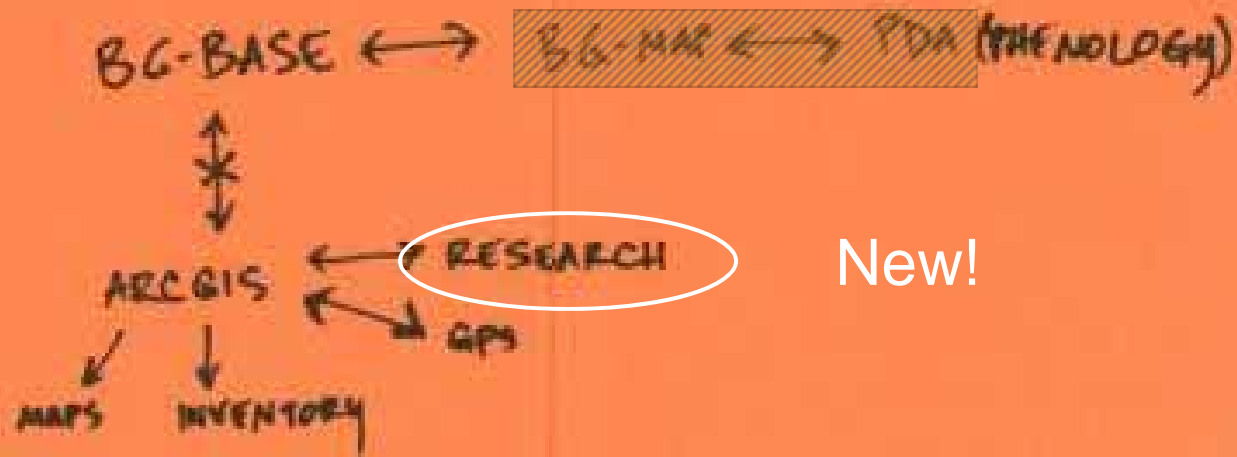 BG-BASE ↔ BG-MAP ↔ PDA (PHENOLOGY)
RESEARCH
New!
ARCGIS
GPS
MAPS INVENTORY